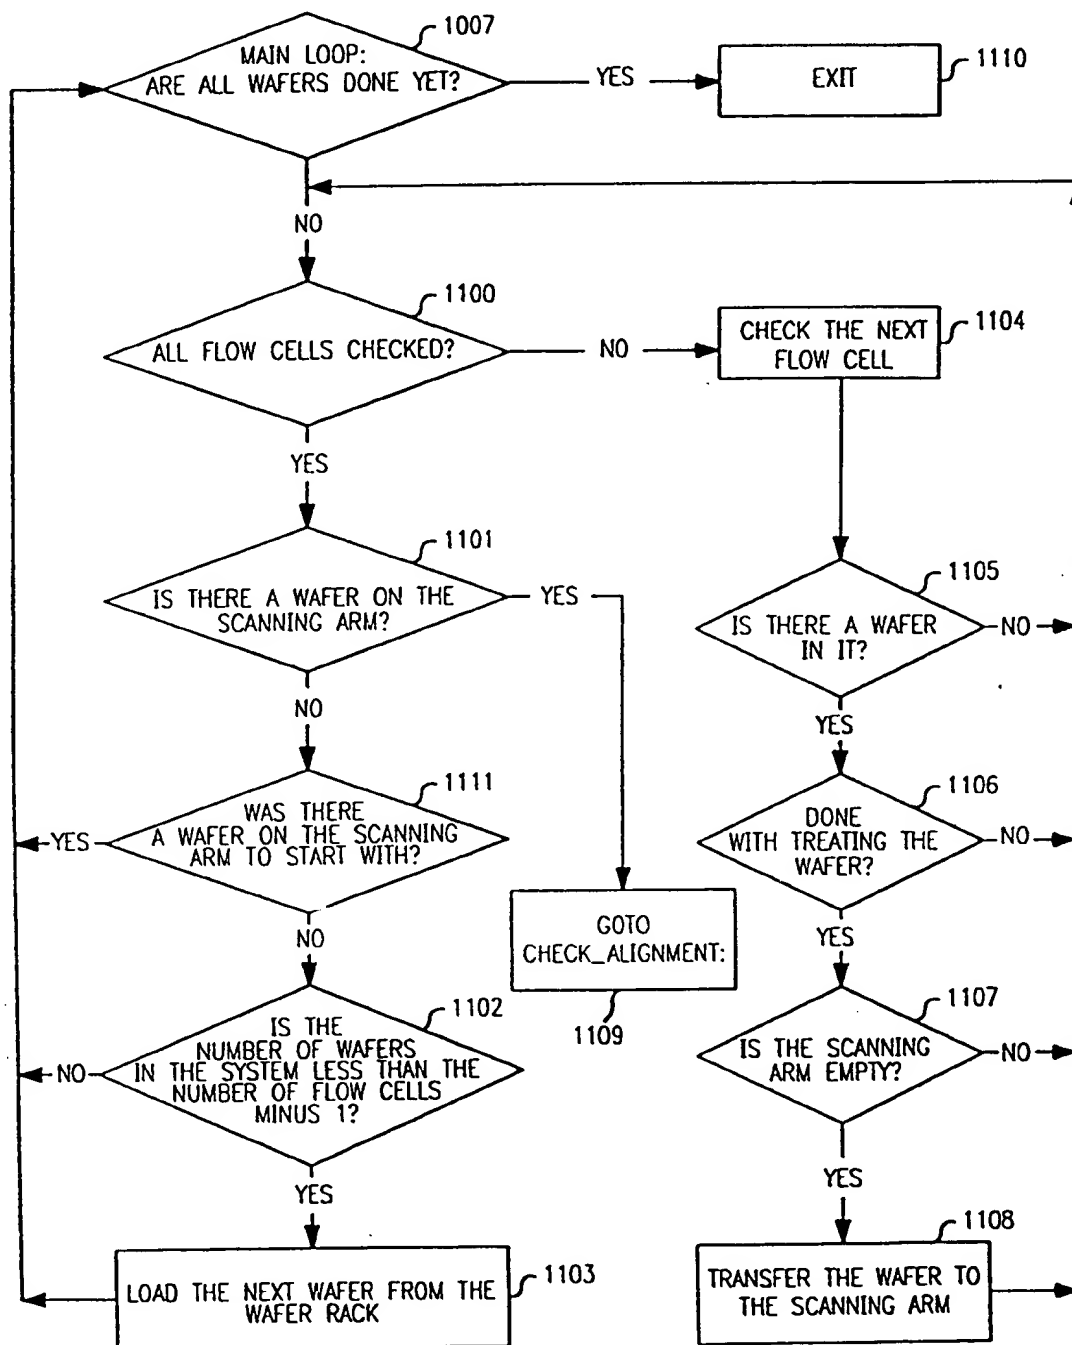 1007
MAIN LOOP:
ARE ALL WAFERS DONE YET?
YES
EXIT
1110
NO
1100
ALL FLOW CELLS CHECKED?
NO
CHECK THE NEXT
FLOW CELL
1104
YES
1101
IS THERE A WAFER ON THE
SCANNING ARM?
YES
1105
IS THERE A WAFER
IN IT?
NO
NO
YES
1111
WAS THERE
A WAFER ON THE SCANNING
ARM TO START WITH?
YES
1106
DONE
WITH TREATING THE
WAFER?
NO
NO
GOTO
CHECK_ALIGNMENT:
1109
YES
1102
IS THE
NUMBER OF WAFERS
IN THE SYSTEM LESS THAN THE
NUMBER OF FLOW CELLS
MINUS 1?
NO
1107
IS THE SCANNING
ARM EMPTY?
NO
YES
YES
1103
LOAD THE NEXT WAFER FROM THE
WAFER RACK
1108
TRANSFER THE WAFER TO
THE SCANNING ARM